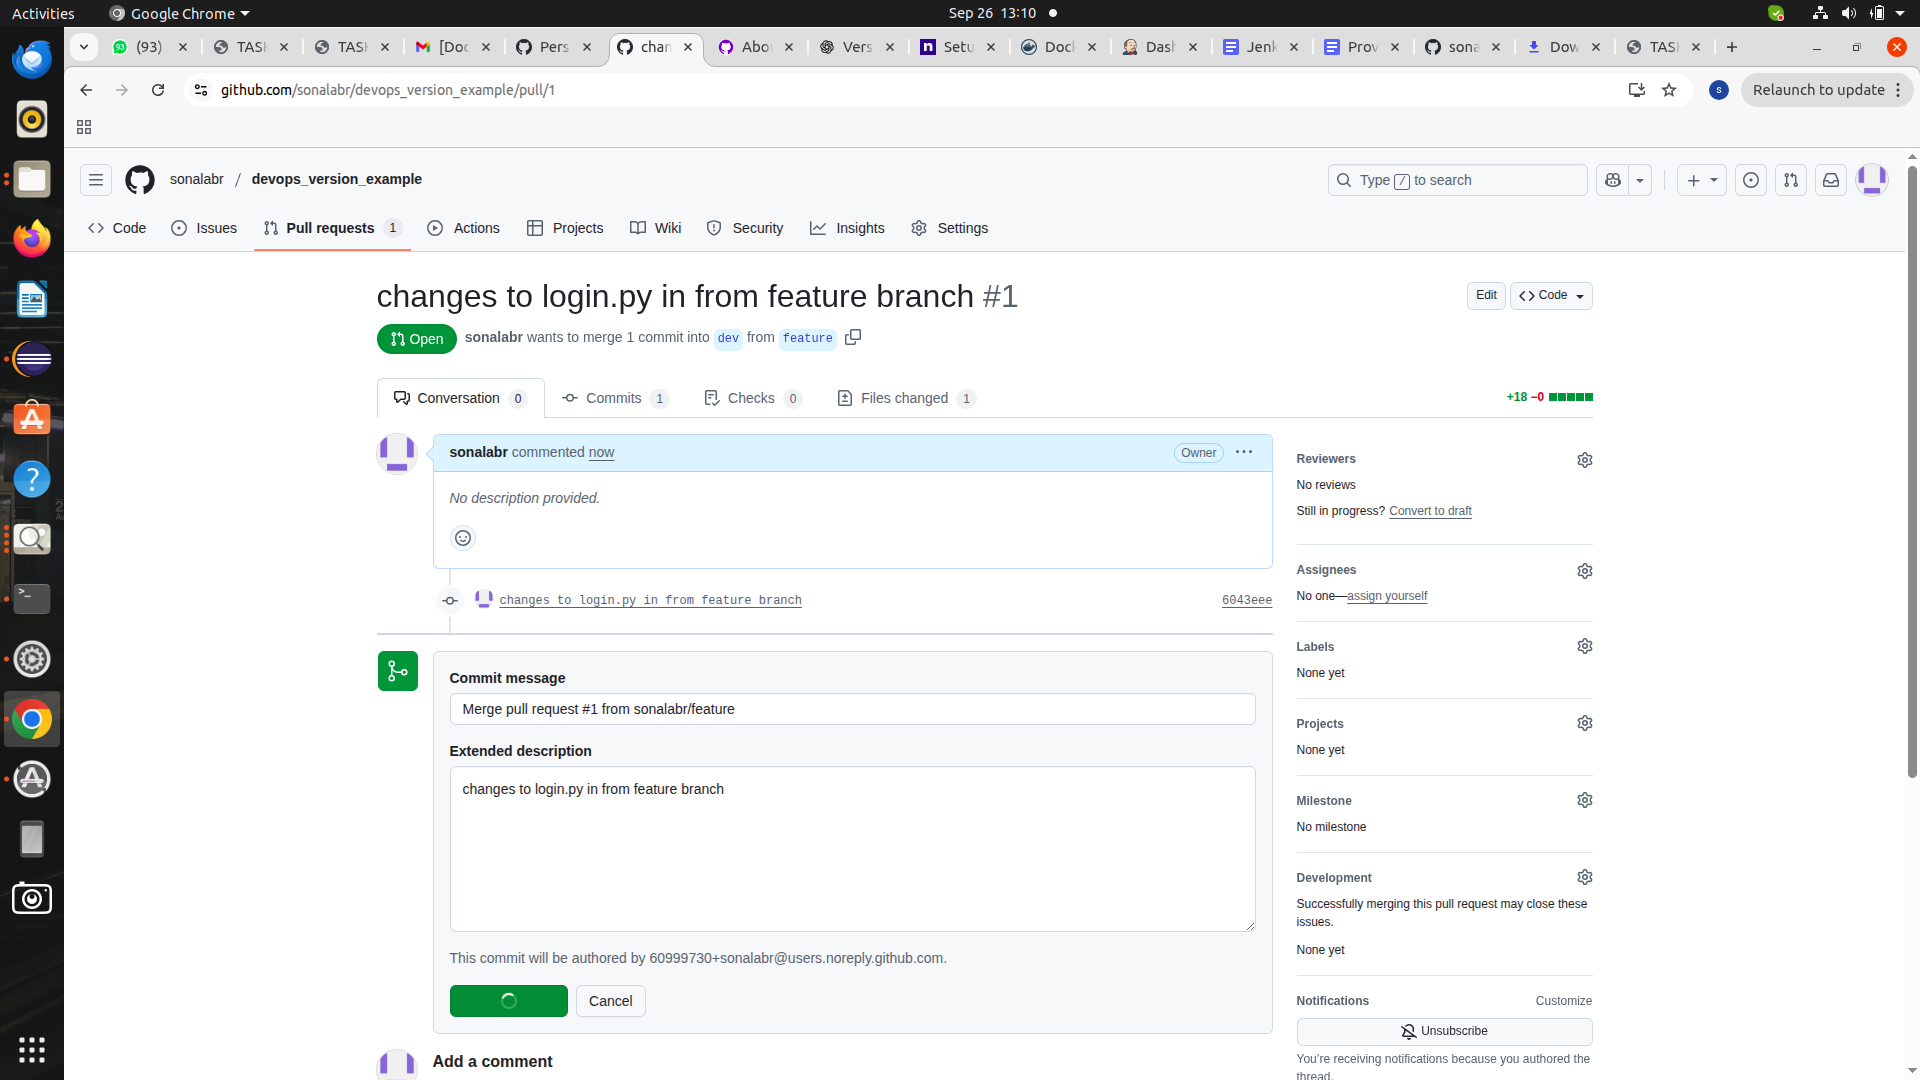 Activities
Google Chrome
Sep 26 13:10
(93)
TASK
TASK
[Doc
Pers
chan
Abou
Vers
Setu
Dock
Dash
Jenk
Prov
sona
Dow
TASK
github.com/sonalabr/devops_version_example/pull/1
S
Relaunch to update
sonalabr / devops_version_example
Type / to search
Code
Issues
Pull requests 1
Actions
Projects
Wiki
Security
Insights
Settings
changes to login.py in from feature branch #1
Edit
Code
Open
sonalabr wants to merge 1 commit into dev from feature
Conversation 0
Commits 1
Checks 0
Files changed 1
+18 −0
sonalabr commented now
Owner
No description provided.
changes to login.py in from feature branch
6043eee
Commit message
Merge pull request #1 from sonalabr/feature
Extended description
changes to login.py in from feature branch
This commit will be authored by 60999730+sonalabr@users.noreply.github.com.
Cancel
Add a comment
Reviewers
No reviews
Still in progress? Convert to draft
Assignees
No one—assign yourself
Labels
None yet
Projects
None yet
Milestone
No milestone
Development
Successfully merging this pull request may close these
issues.
None yet
Notifications
Customize
Unsubscribe
You're receiving notifications because you authored the
thread.